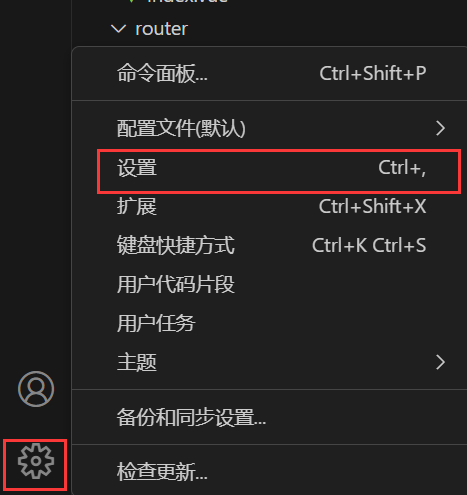 router
命令面板... Ctrl+Shift+P
配置文件(默认)
设置 Ctrl+,
扩展 Ctrl+Shift+X
键盘快捷方式 Ctrl+K Ctrl+S
用户代码片段
用户任务
主题
备份和同步设置...
检查更新...